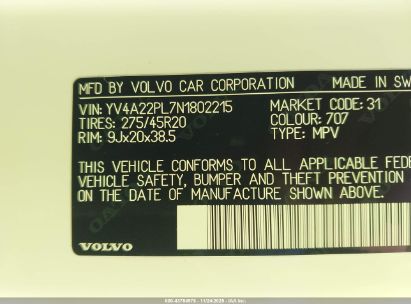 MFD BY VOLVO CAR CORPORATION MADE IN SW
VIN: YV4A22PL7N1802215 MARKET CODE: 31
TIRES: 275/45R20 COLOUR: 707
RIM: 9Jx20x38.5 TYPE: MPV
THIS VEHICLE CONFORMS TO ALL APPLICABLE
VEHICLE SAFETY, BUMPER AND THEFT PREVENTION
ON THE DATE OF MANUFACTURE SHOWN ABOVE.
VOLVO